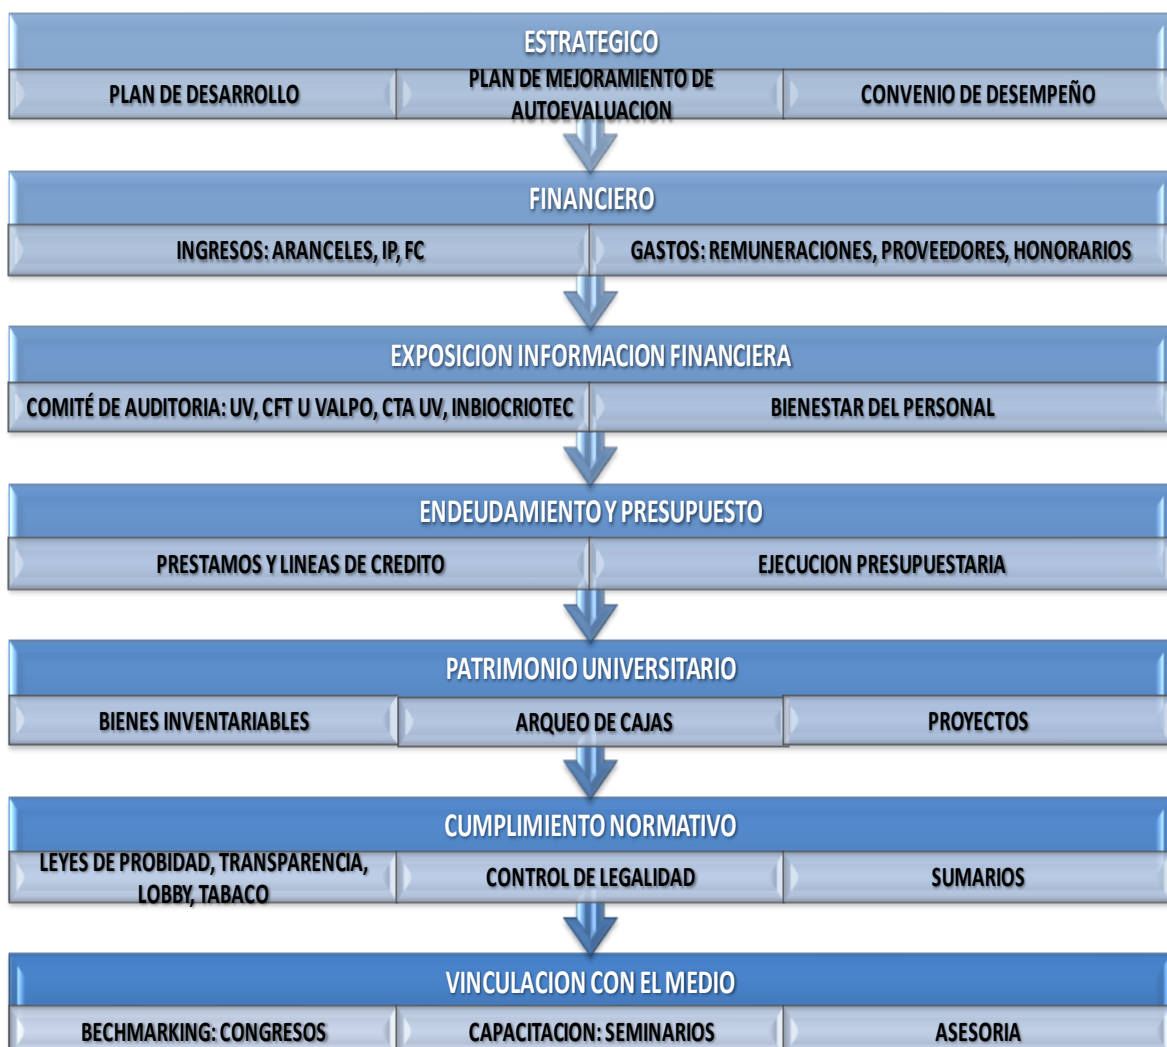 ESTRATEGICO
PLAN DE DESARROLLO
PLAN DE MEJORAMIENTO DE
AUTOEVALUACION
CONVENIO DE DESEMPEÑO
FINANCIERO
INGRESOS: ARANCELES, IP, FC
GASTOS: REMUNERACIONES, PROVEEDORES, HONORARIOS
EXPOSICION INFORMACION FINANCIERA
COMITÉ DE AUDITORIA: UV, CFT U VALPO, CTA UV, INBIOCRIOTEC
BIENESTAR DEL PERSONAL
ENDEUDAMIENTO Y PRESUPUESTO
PRESTAMOS Y LINEAS DE CREDITO
EJECUCION PRESUPUESTARIA
PATRIMONIO UNIVERSITARIO
BIENES INVENTARIABLES
ARQUEO DE CAJAS
PROYECTOS
CUMPLIMIENTO NORMATIVO
LEYES DE PROBIDAD, TRANSPARENCIA,
LOBBY, TABACO
CONTROL DE LEGALIDAD
SUMARIOS
VINCULACION CON EL MEDIO
BECHMARKING: CONGRESOS
CAPACITACION: SEMINARIOS
ASESORIA